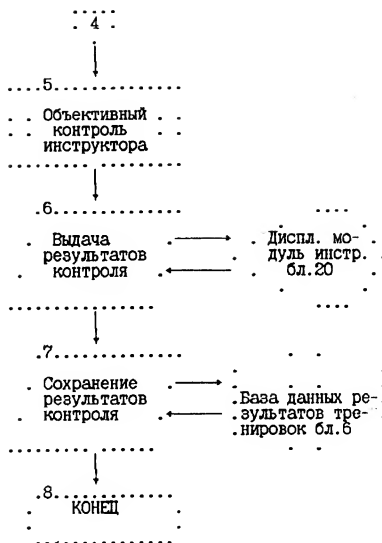 4
5
Объективный
контроль
инструктора
6
Выдача
результатов
контроля
Диспл. мо-
дуль инстр.
бл.20
7
Сохранение
результатов
контроля
База данных ре-
зультатов тре-
нировок бл.6
8
КОНЕЦ